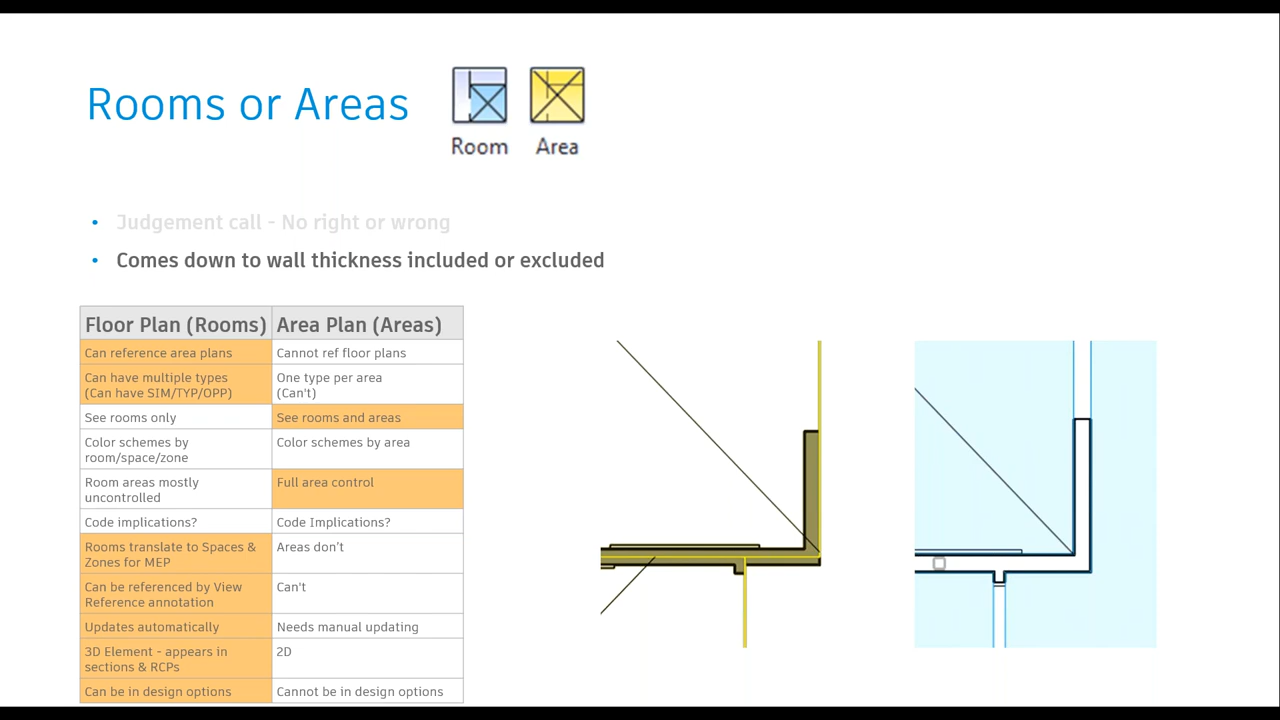 Rooms or Areas
Room Area
• Judgement call - No right or wrong
• Comes down to wall thickness included or excluded
Floor Plan (Rooms) Area Plan (Areas)
Can reference area plans Cannot ref floor plans
Can have multiple types One type per area
(Can have SIM/TYP/OPP) (Can't)
See rooms only See rooms and areas
Color schemes by Color schemes by area
room/space/zone
Room areas mostly Full area control
uncontrolled
Code implications? Code Implications?
Rooms translate to Spaces & Areas don't
Zones for MEP
Can be referenced by View Can't
Reference annotation
Updates automatically Needs manual updating
3D Element - appears in 2D
sections & RCPs
Can be in design options Cannot be in design options